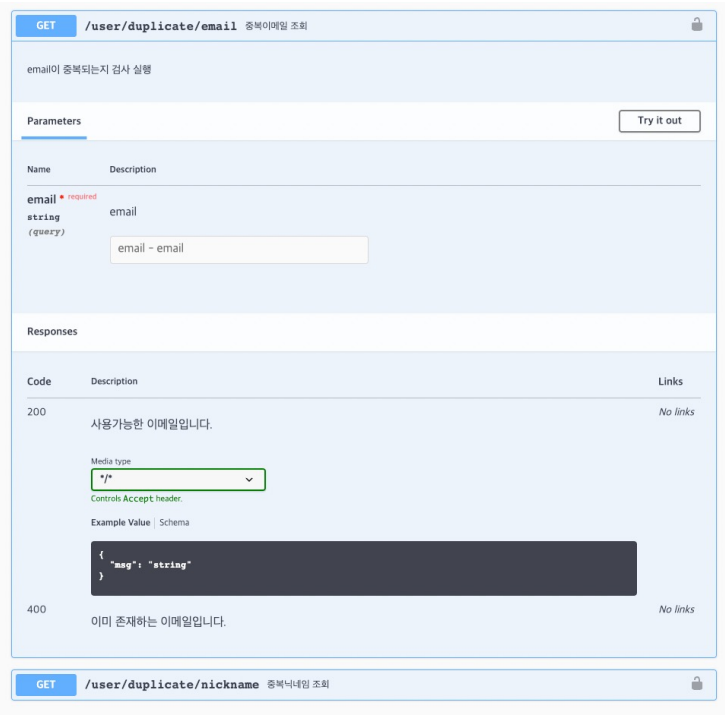 GET /user/duplicate/email 중복이메일 조회
email이 중복되는지 검사 실행
Parameters Try it out
Name Description
email * required
string
(query)
email
email - email
Responses
Code Description Links
200 No links
사용가능한 이메일입니다.
Media type
*/*
Controls Accept header.
Example Value | Schema
{
"msg": "string"
}
400 No links
이미 존재하는 이메일입니다.
GET /user/duplicate/nickname 중복닉네임 조회